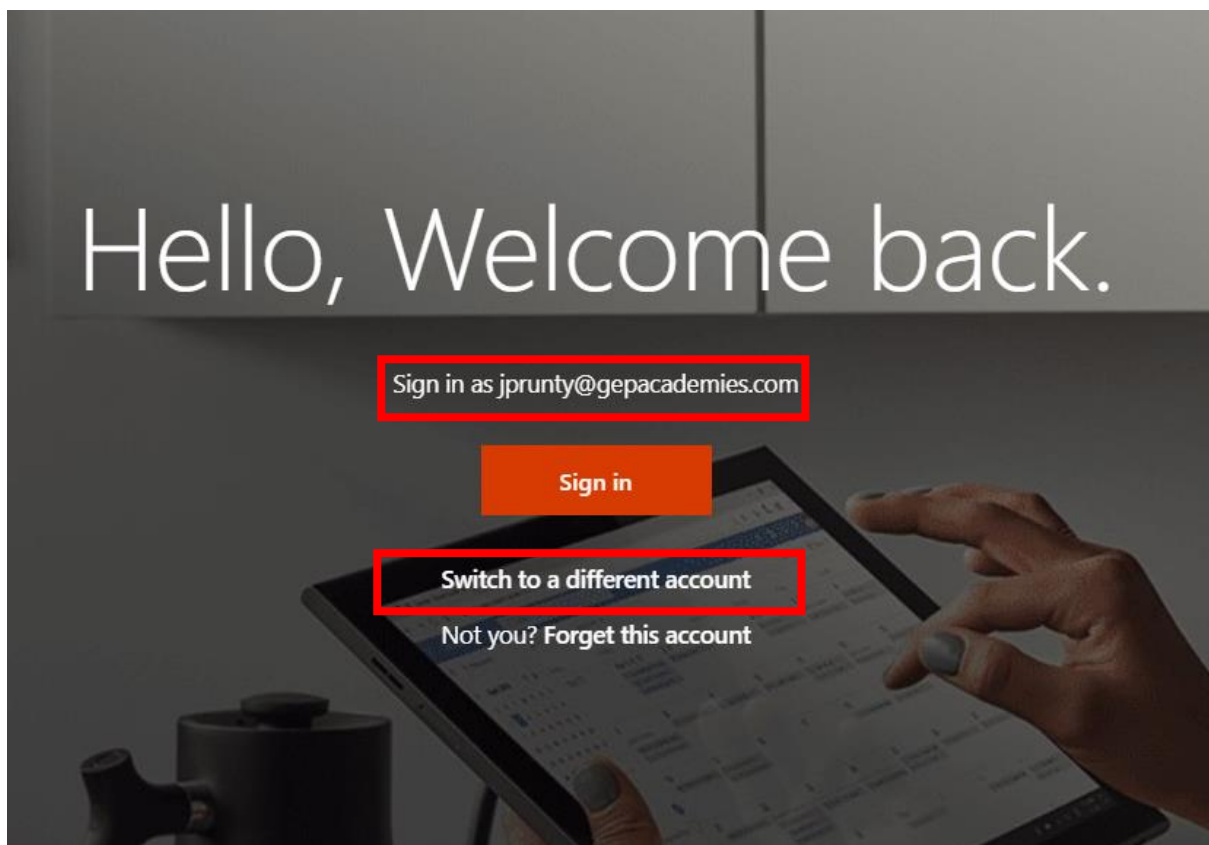 Hello, Welcome back.
Sign in as jprunty@gepacademies.com
Sign in
Switch to a different account
Not you? Forget this account